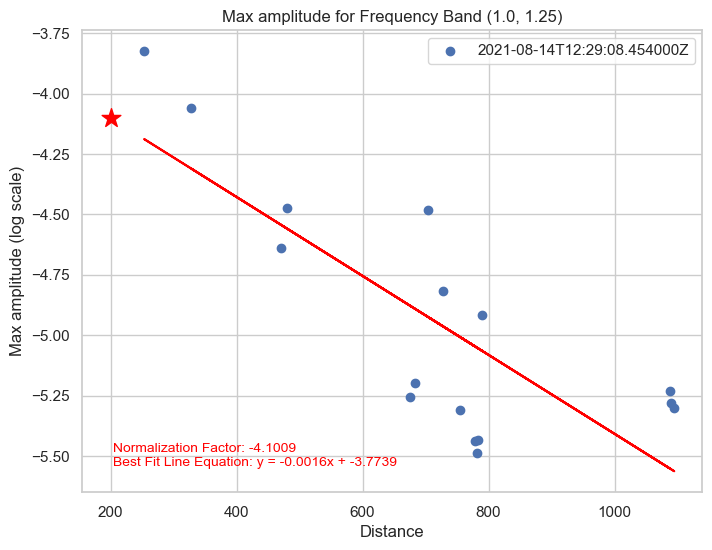 Max amplitude for Frequency Band (1.0, 1.25)
2021-08-14T12:29:08.454000Z
Max amplitude (log scale)
−3.75
−4.00
−4.25
−4.50
−4.75
−5.00
−5.25
−5.50
Normalization Factor: -4.1009
Best Fit Line Equation: y = -0.0016x + -3.7739
200 400 600 800 1000
Distance